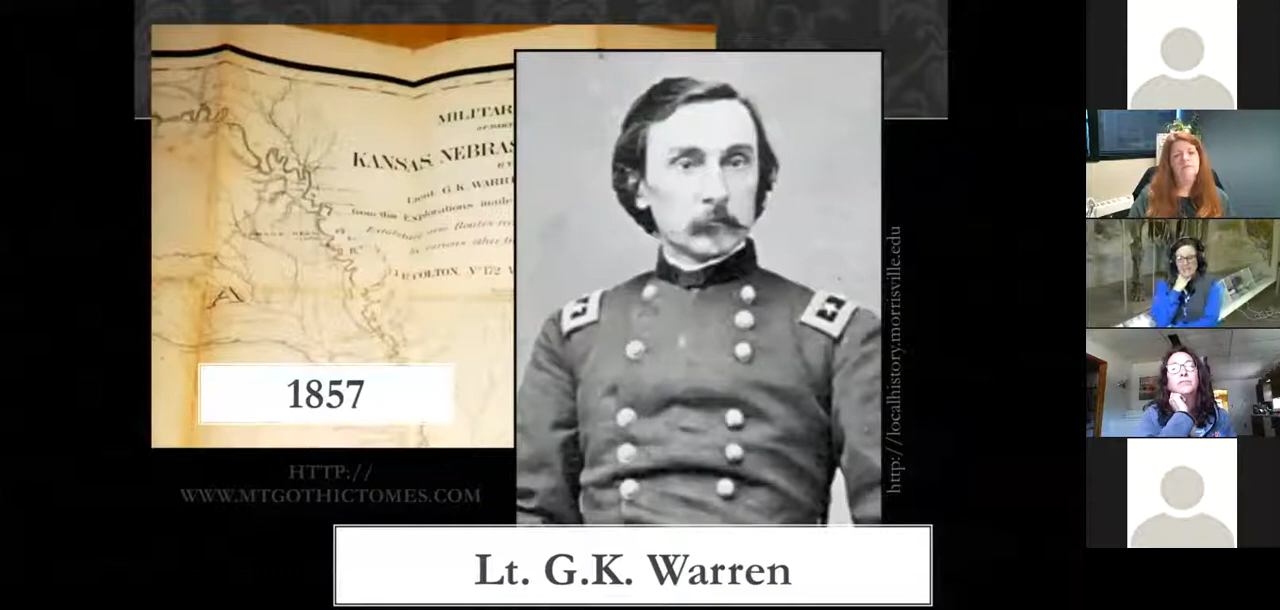 MILITAR
KANSAS, NEBRAS
Lieut. G. K. WARRE
from the Explorations made
1857
HTTP://
WWW.MTGOTHICTOMES.COM
http://localhistory.morrisville.edu
Lt. G.K. Warren